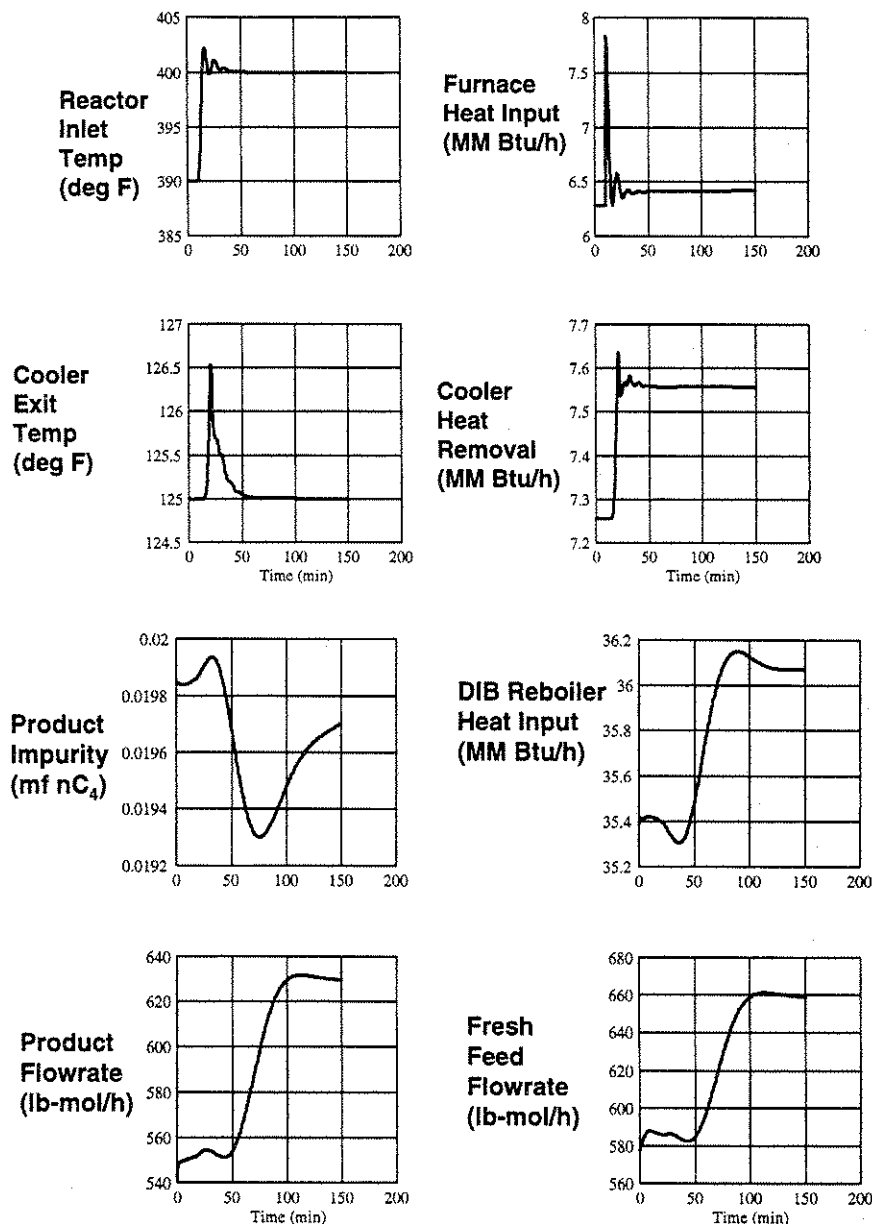 Reactor
Inlet
Temp
(deg F)
405
400
395
390
385
0 50 100 150 200
Furnace
Heat Input
(MM Btu/h)
8
7.5
7
6.5
6
0 50 100 150 200
Cooler
Exit
Temp
(deg F)
127
126.5
126
125.5
125
124.5
0 50 100 150 200
Time (min)
Cooler
Heat
Removal
(MM Btu/h)
7.7
7.6
7.5
7.4
7.3
7.2
0 50 100 150 200
Time (min)
Product
Impurity
(mf nC₄)
0.02
0.0198
0.0196
0.0194
0.0192
0 50 100 150 200
DIB Reboiler
Heat Input
(MM Btu/h)
36.2
36
35.8
35.6
35.4
35.2
0 50 100 150 200
Product
Flowrate
(lb-mol/h)
640
620
600
580
560
540
0 50 100 150 200
Time (min)
Fresh
Feed
Flowrate
(lb-mol/h)
680
660
640
620
600
580
560
0 50 100 150 200
Time (min)